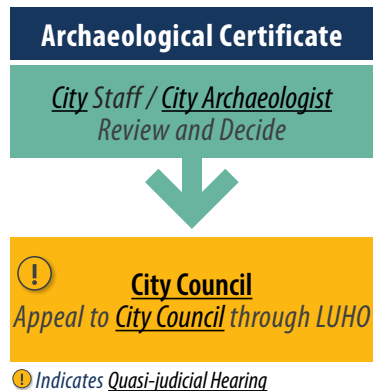 Archaeological Certificate
City Staff / City Archaeologist
Review and Decide
!
City Council
Appeal to City Council through LUHO
! Indicates Quasi-judicial Hearing